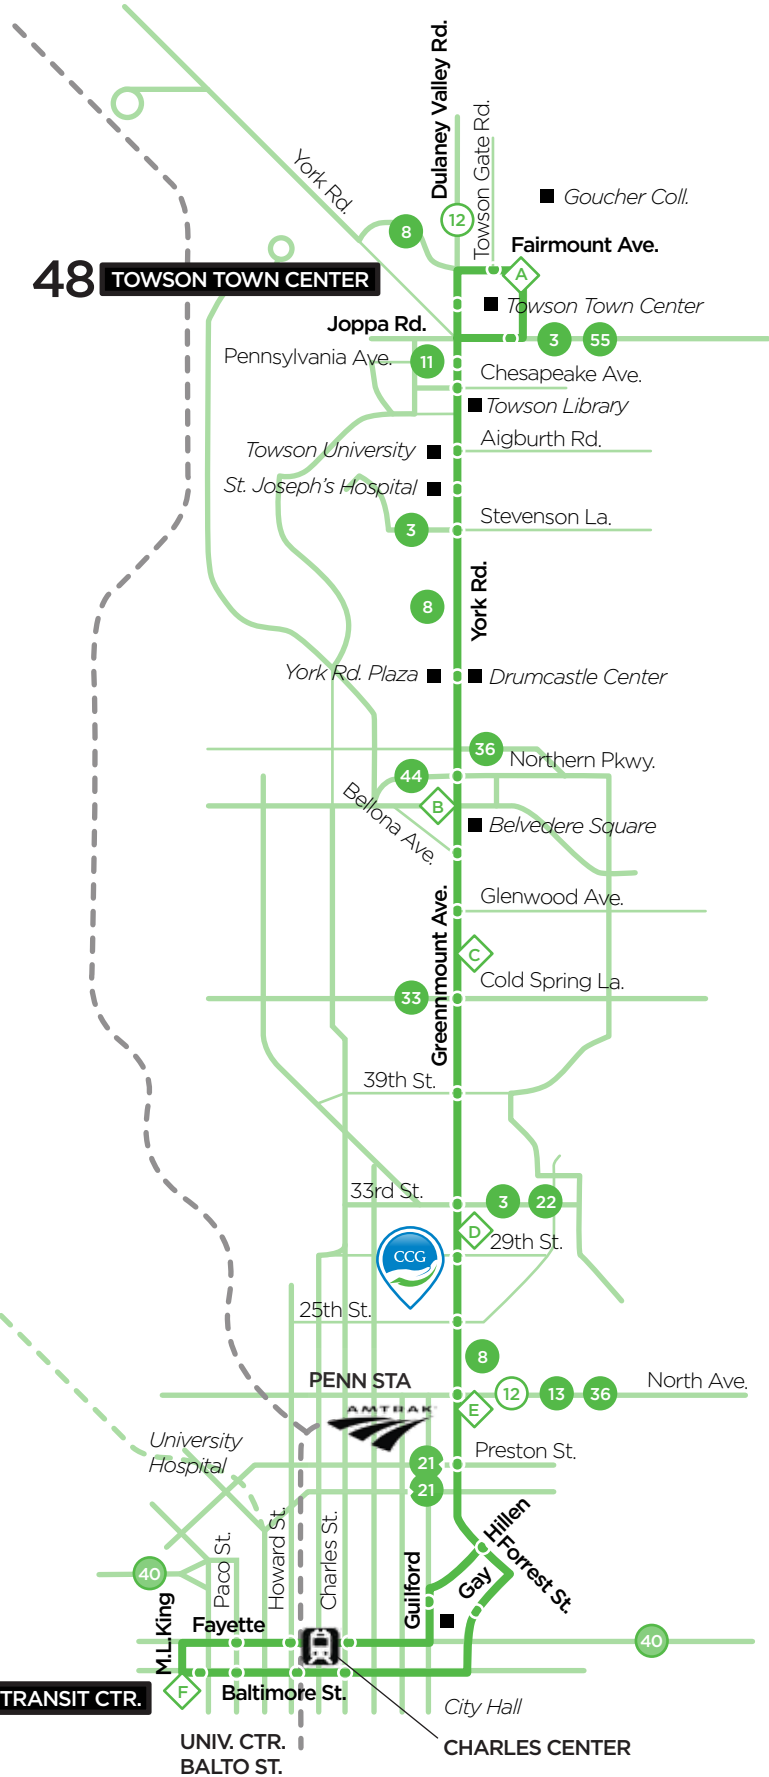 Dulaney Valley Rd.
Towson Gate Rd.
York Rd.
Goucher Coll.
12
8
Fairmount Ave.
A
48 TOWSON TOWN CENTER
Towson Town Center
Joppa Rd.
3
55
Pennsylvania Ave.
11
Chesapeake Ave.
Towson Library
Towson University
Aigburth Rd.
St. Joseph's Hospital
Stevenson La.
3
York Rd.
8
York Rd. Plaza
Drumcastle Center
36
Northern Pkwy.
44
B
Bellona Ave.
Belvedere Square
Glenwood Ave.
Greennmount Ave.
C
Cold Spring La.
33
39th St.
33rd St.
3
22
D
29th St.
CCG
25th St.
8
PENN STA
12
13
36
North Ave.
E
AMTRAK
University
Hospital
Preston St.
21
21
Hillen
Forrest St.
Gay
Guilford
Paco St.
Howard St.
Charles St.
40
M.L.King
Fayette
40
F
TRANSIT CTR.
Baltimore St.
City Hall
UNIV. CTR.
BALTO ST.
CHARLES CENTER